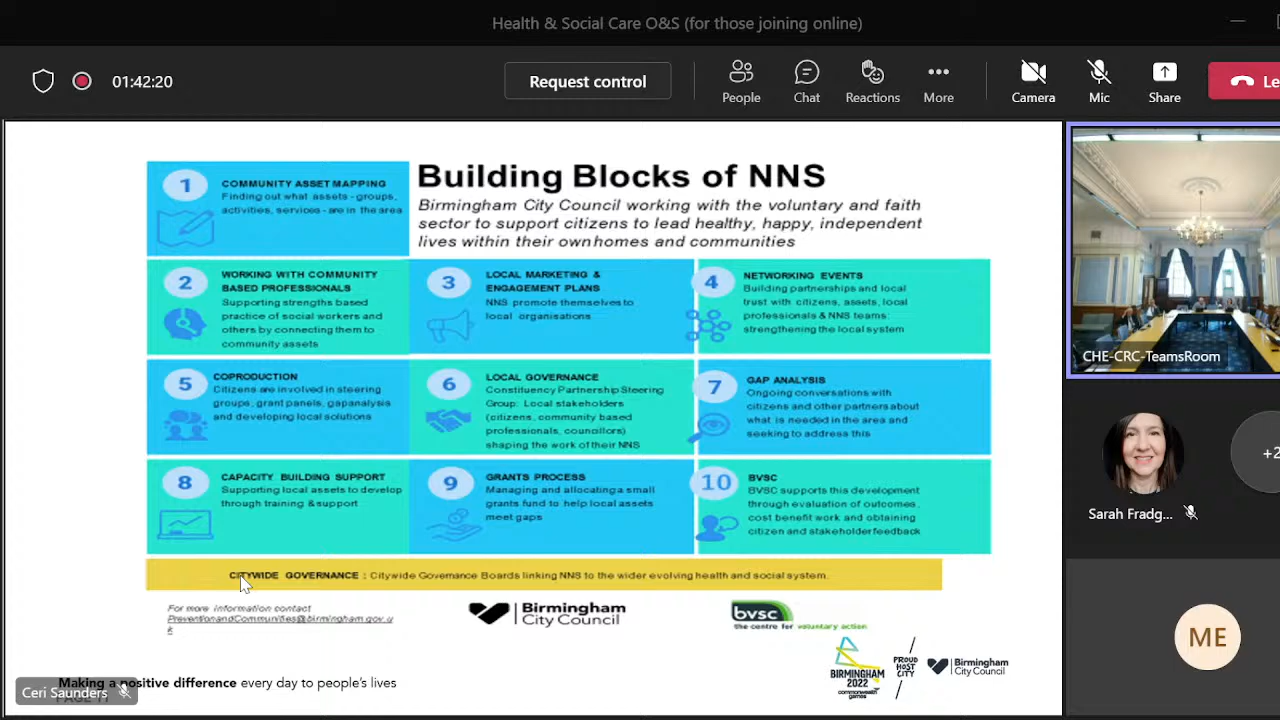 Health & Social Care O&S (for those joining online)
01:42:20
Request control
People
Chat
Reactions
More
Camera
Mic
Share
Le
Building Blocks of NNS
Birmingham City Council working with the voluntary and faith
sector to support citizens to lead healthy, happy, independent
lives within their own homes and communities
1
COMMUNITY ASSET MAPPING
Finding out what assets - groups,
activities, services - are in the area
2
WORKING WITH COMMUNITY
BASED PROFESSIONALS
Supporting strengths based
practice of social workers and
others by connecting them to
community assets
3
LOCAL MARKETING &
ENGAGEMENT PLANS
NNS promote themselves to
local organisations
4
NETWORKING EVENTS
Building partnerships and local
trust with citizens, assets, local
professionals & NNS teams:
strengthening the local system
5
COPRODUCTION
Citizens are involved in steering
groups, grant panels, gapanalysis
and developing local solutions
6
LOCAL GOVERNANCE
Constituency Partnership Steering
Group: Local stakeholders
(citizens, community based
professionals, councillors)
shaping the work of their NNS
7
GAP ANALYSIS
Ongoing conversations with
citizens and other partners about
what is needed in the area and
seeking to address this
8
CAPACITY BUILDING SUPPORT
Supporting local assets to develop
through training & support
9
GRANTS PROCESS
Managing and allocating a small
grants fund to help local assets
meet gaps
10
BVSC
BVSC supports this development
through evaluation of outcomes,
cost benefit work and obtaining
citizen and stakeholder feedback
CITYWIDE GOVERNANCE : Citywide Governance Boards linking NNS to the wider evolving health and social system.
For more information contact
PreventionandCommunities@birmingham.gov.u
k
Birmingham
City Council
bvsc
the centre for voluntary action
BIRMINGHAM
2022
commonwealth
games
PROUD
HOST
CITY
Birmingham
City Council
Making a positive difference every day to people's lives
PAGE 11
Ceri Saunders
CHE-CRC-TeamsRoom
Sarah Fradg...
+2
ME